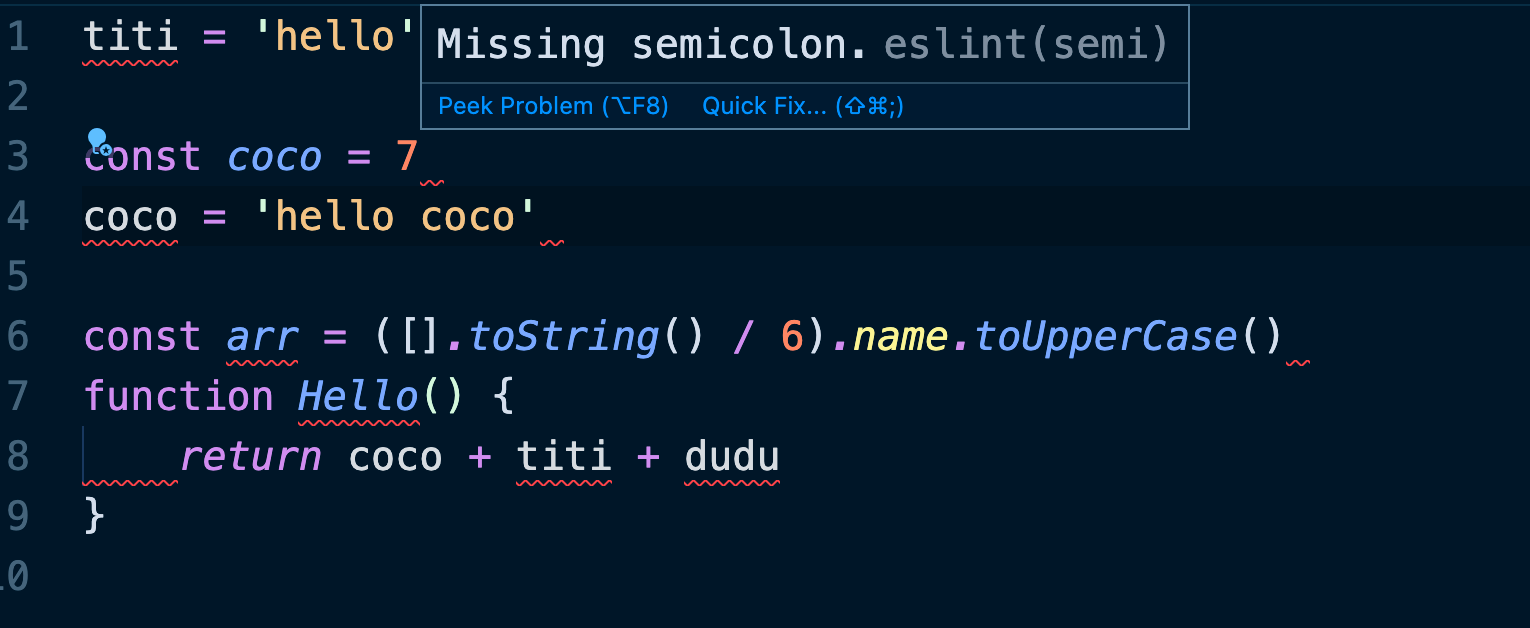 1 titi = 'hello'
Missing semicolon. eslint(semi)
2
Peek Problem (⌥F8) Quick Fix... (⇧⌘;)
3 const coco = 7
4 coco = 'hello coco'
5
6 const arr = ([].toString() / 6).name.toUpperCase()
7 function Hello() {
8     return coco + titi + dudu
9 }
10